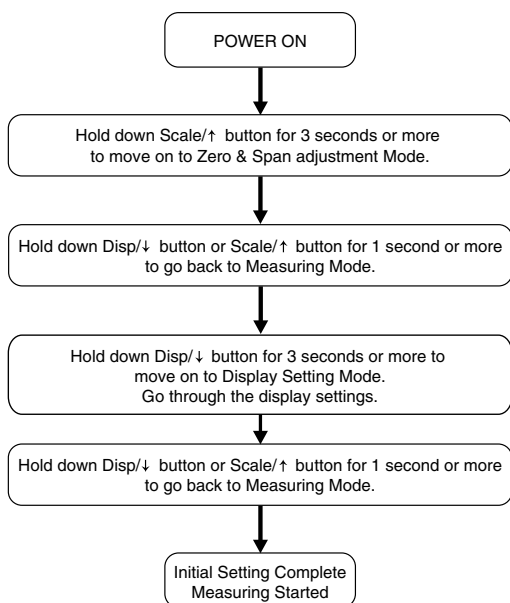 POWER ON
Hold down Scale/↑ button for 3 seconds or more
to move on to Zero & Span adjustment Mode.
Hold down Disp/↓ button or Scale/↑ button for 1 second or more
to go back to Measuring Mode.
Hold down Disp/↓ button for 3 seconds or more to
move on to Display Setting Mode.
Go through the display settings.
Hold down Disp/↓ button or Scale/↑ button for 1 second or more
to go back to Measuring Mode.
Initial Setting Complete
Measuring Started